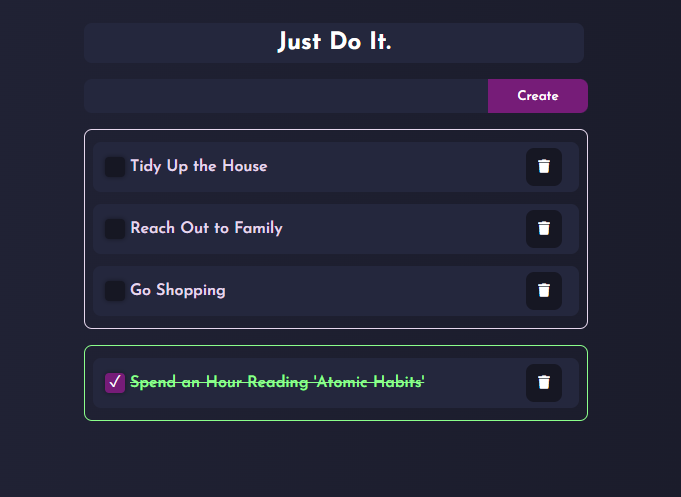 Just Do It.
Create
Tidy Up the House
Reach Out to Family
Go Shopping
Spend an Hour Reading 'Atomic Habits'